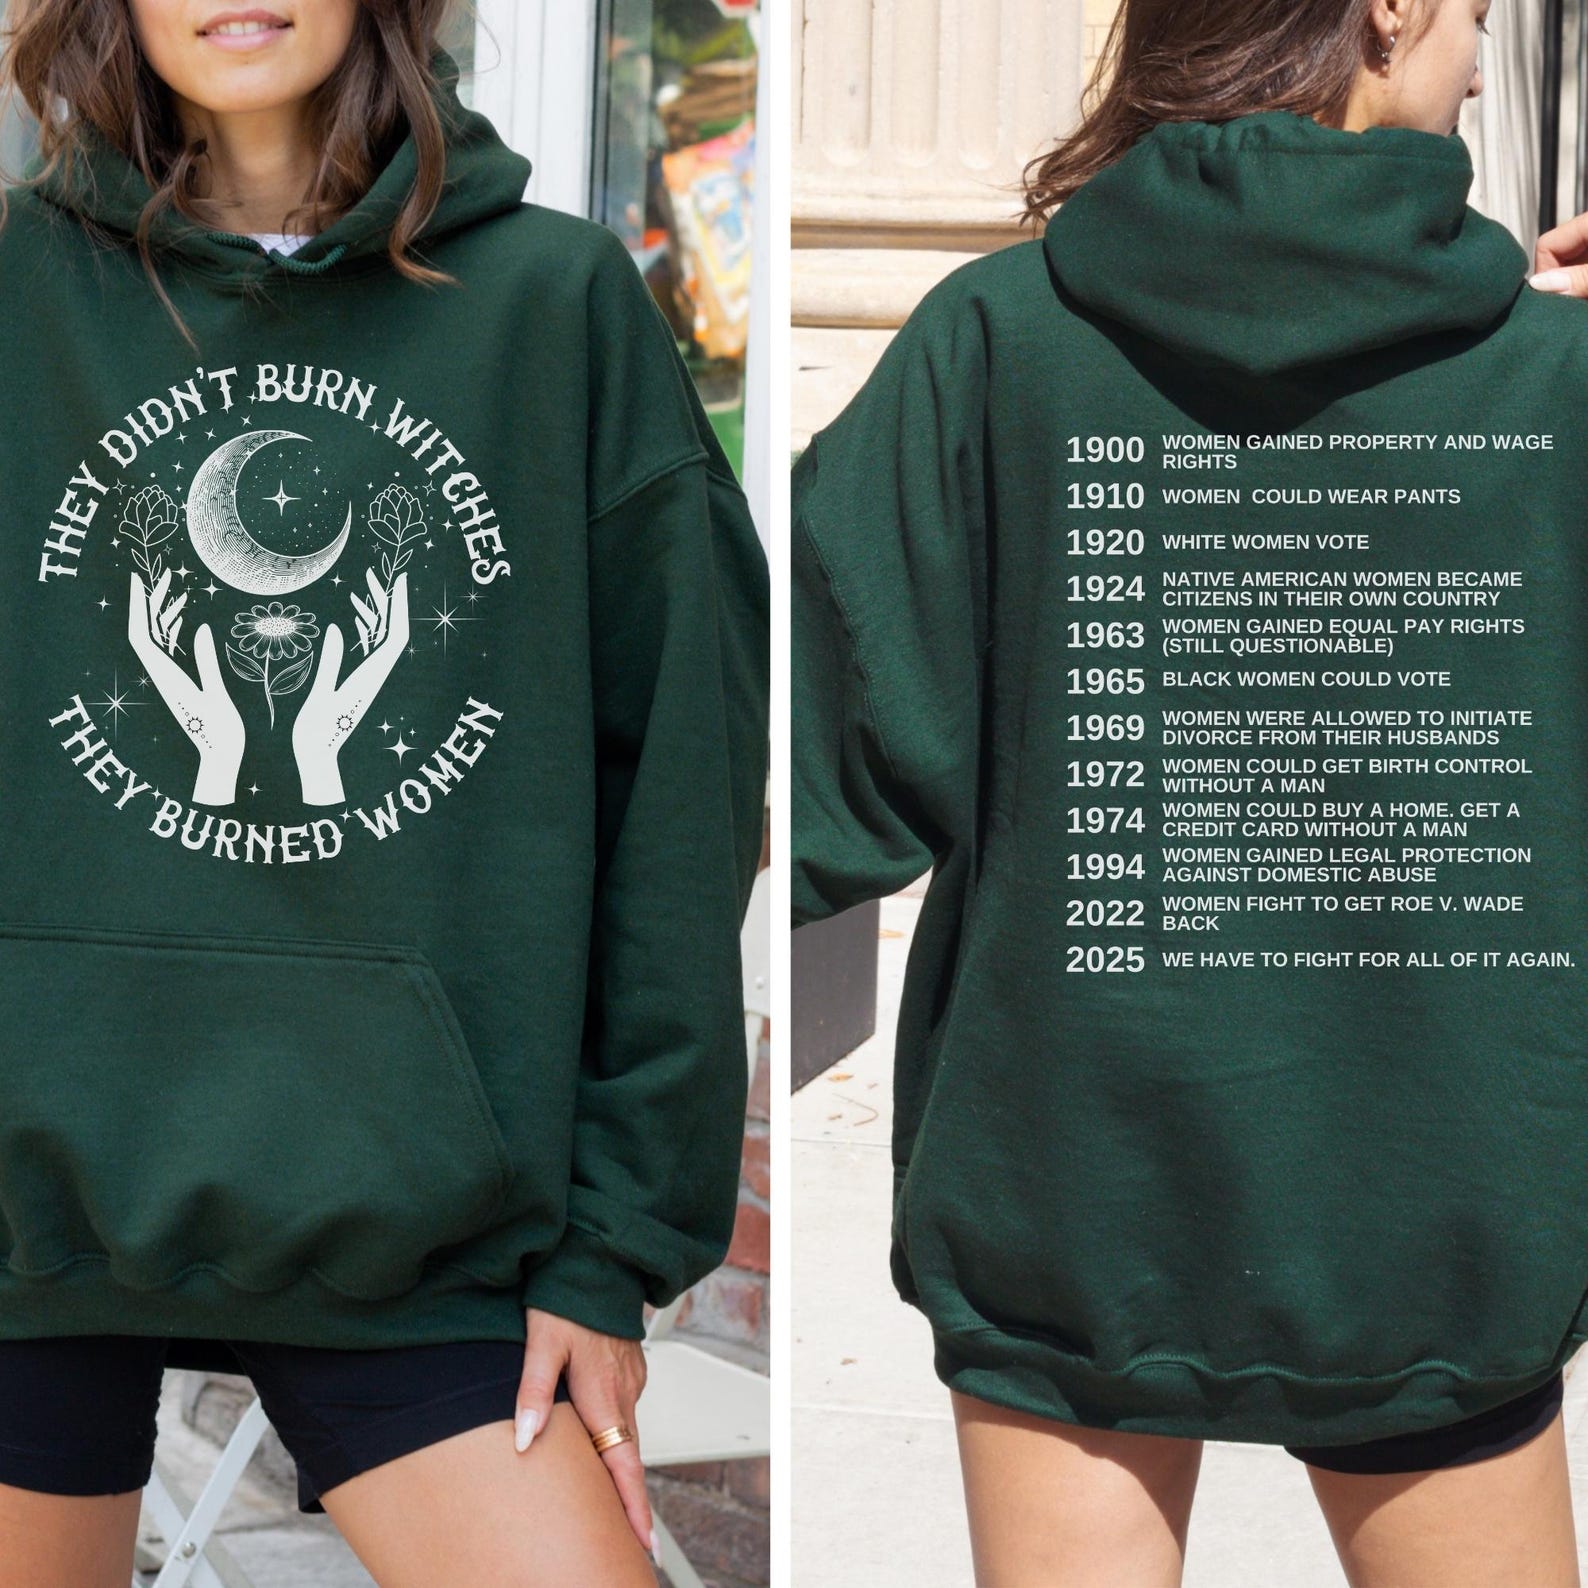 THEY DIDN'T BURN WITCHES
THEY BURNED WOMEN
1900 WOMEN GAINED PROPERTY AND WAGE
RIGHTS
1910 WOMEN COULD WEAR PANTS
1920 WHITE WOMEN VOTE
1924 NATIVE AMERICAN WOMEN BECAME
CITIZENS IN THEIR OWN COUNTRY
1963 WOMEN GAINED EQUAL PAY RIGHTS
(STILL QUESTIONABLE)
1965 BLACK WOMEN COULD VOTE
1969 WOMEN WERE ALLOWED TO INITIATE
DIVORCE FROM THEIR HUSBANDS
1972 WOMEN COULD GET BIRTH CONTROL
WITHOUT A MAN
1974 WOMEN COULD BUY A HOME. GET A
CREDIT CARD WITHOUT A MAN
1994 WOMEN GAINED LEGAL PROTECTION
AGAINST DOMESTIC ABUSE
2022 WOMEN FIGHT TO GET ROE V. WADE
BACK
2025 WE HAVE TO FIGHT FOR ALL OF IT AGAIN.